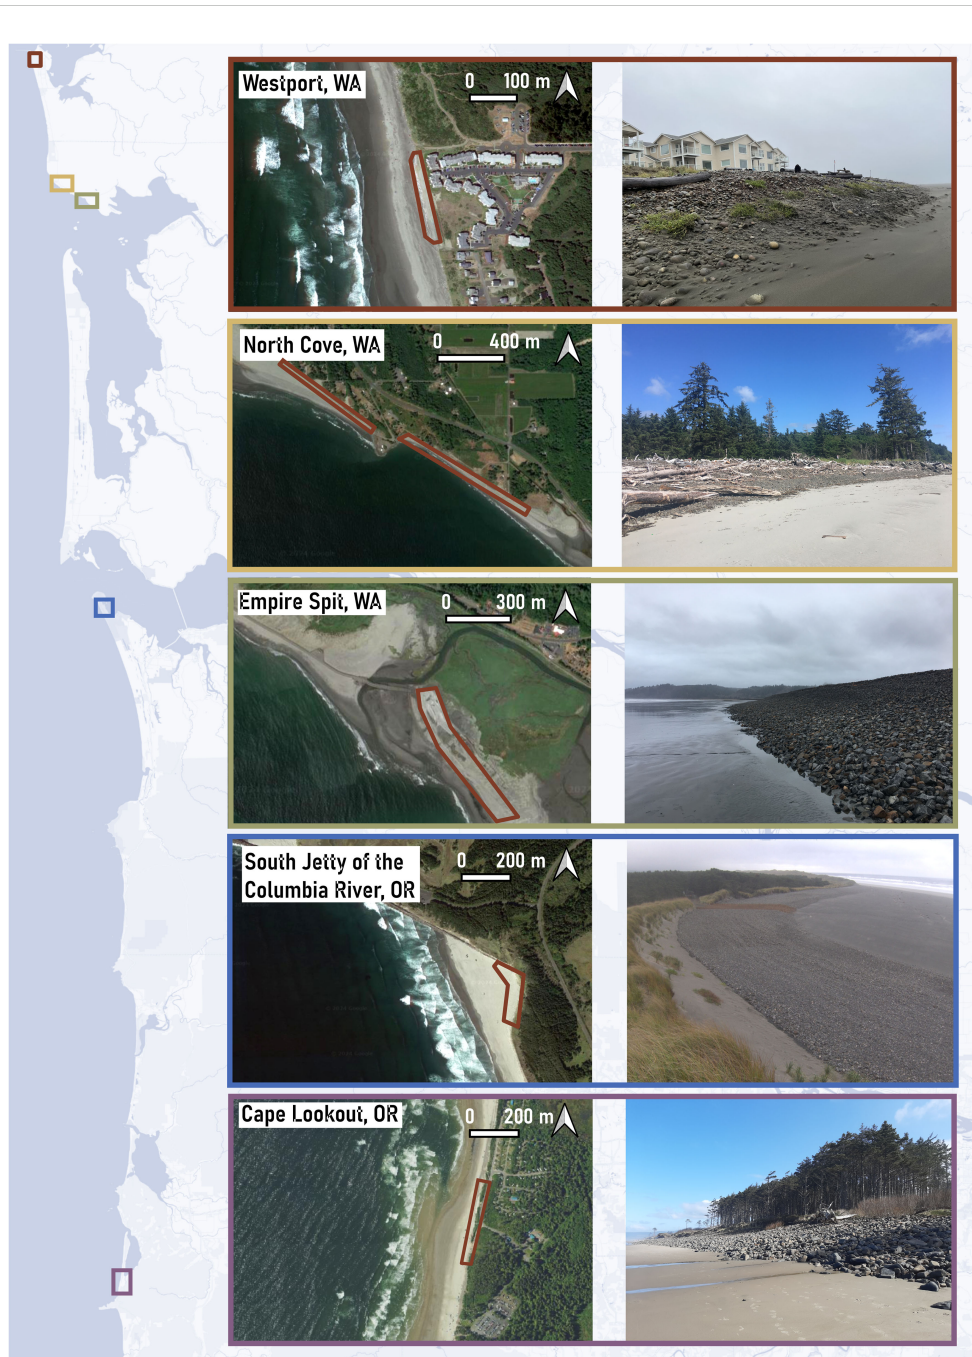 Westport, WA
0 100 m
North Cove, WA
0 400 m
Empire Spit, WA
0 300 m
South Jetty of the
Columbia River, OR
0 200 m
Cape Lookout, OR
0 200 m